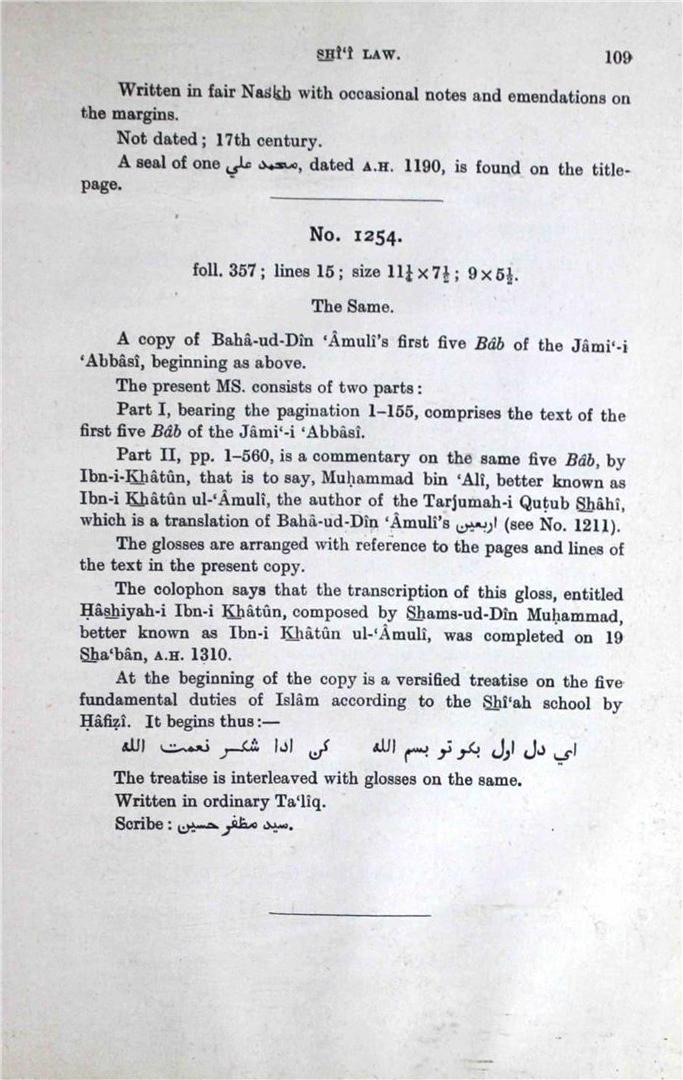 SHÎ‘Î LAW. 109
Written in fair Naskh with occasional notes and emendations on
the margins.
Not dated; 17th century.
A seal of one محمد علي, dated A.H. 1190, is found on the title-
page.
No. 1254.
foll. 357; lines 15; size 11¼ × 7½; 9 × 5½.
The Same.
A copy of Bahâ-ud-Dîn ‘Âmulî's first five Bâb of the Jâmi‘-i
‘Abbâsî, beginning as above.
The present MS. consists of two parts:
Part I, bearing the pagination 1–155, comprises the text of the
first five Bâb of the Jâmi‘-i ‘Abbâsî.
Part II, pp. 1–560, is a commentary on the same five Bâb, by
Ibn-i-Khâtûn, that is to say, Muḥammad bin ‘Alî, better known as
Ibn-i Khâtûn ul-‘Âmulî, the author of the Tarjumah-i Quṭub Shâhî,
which is a translation of Bahâ-ud-Dîn ‘Âmulî's اربعين (see No. 1211).
The glosses are arranged with reference to the pages and lines of
the text in the present copy.
The colophon says that the transcription of this gloss, entitled
Ḥâshiyah-i Ibn-i Khâtûn, composed by Shams-ud-Dîn Muḥammad,
better known as Ibn-i Khâtûn ul-‘Âmulî, was completed on 19
Sha‘bân, A.H. 1310.
At the beginning of the copy is a versified treatise on the five
fundamental duties of Islâm according to the Shî‘ah school by
Ḥâfiẓî. It begins thus:—
اي دل اول بكو تو بسم الله كن ادا شكر نعمت الله
The treatise is interleaved with glosses on the same.
Written in ordinary Ta‘lîq.
Scribe: سيد مظفر حسين.